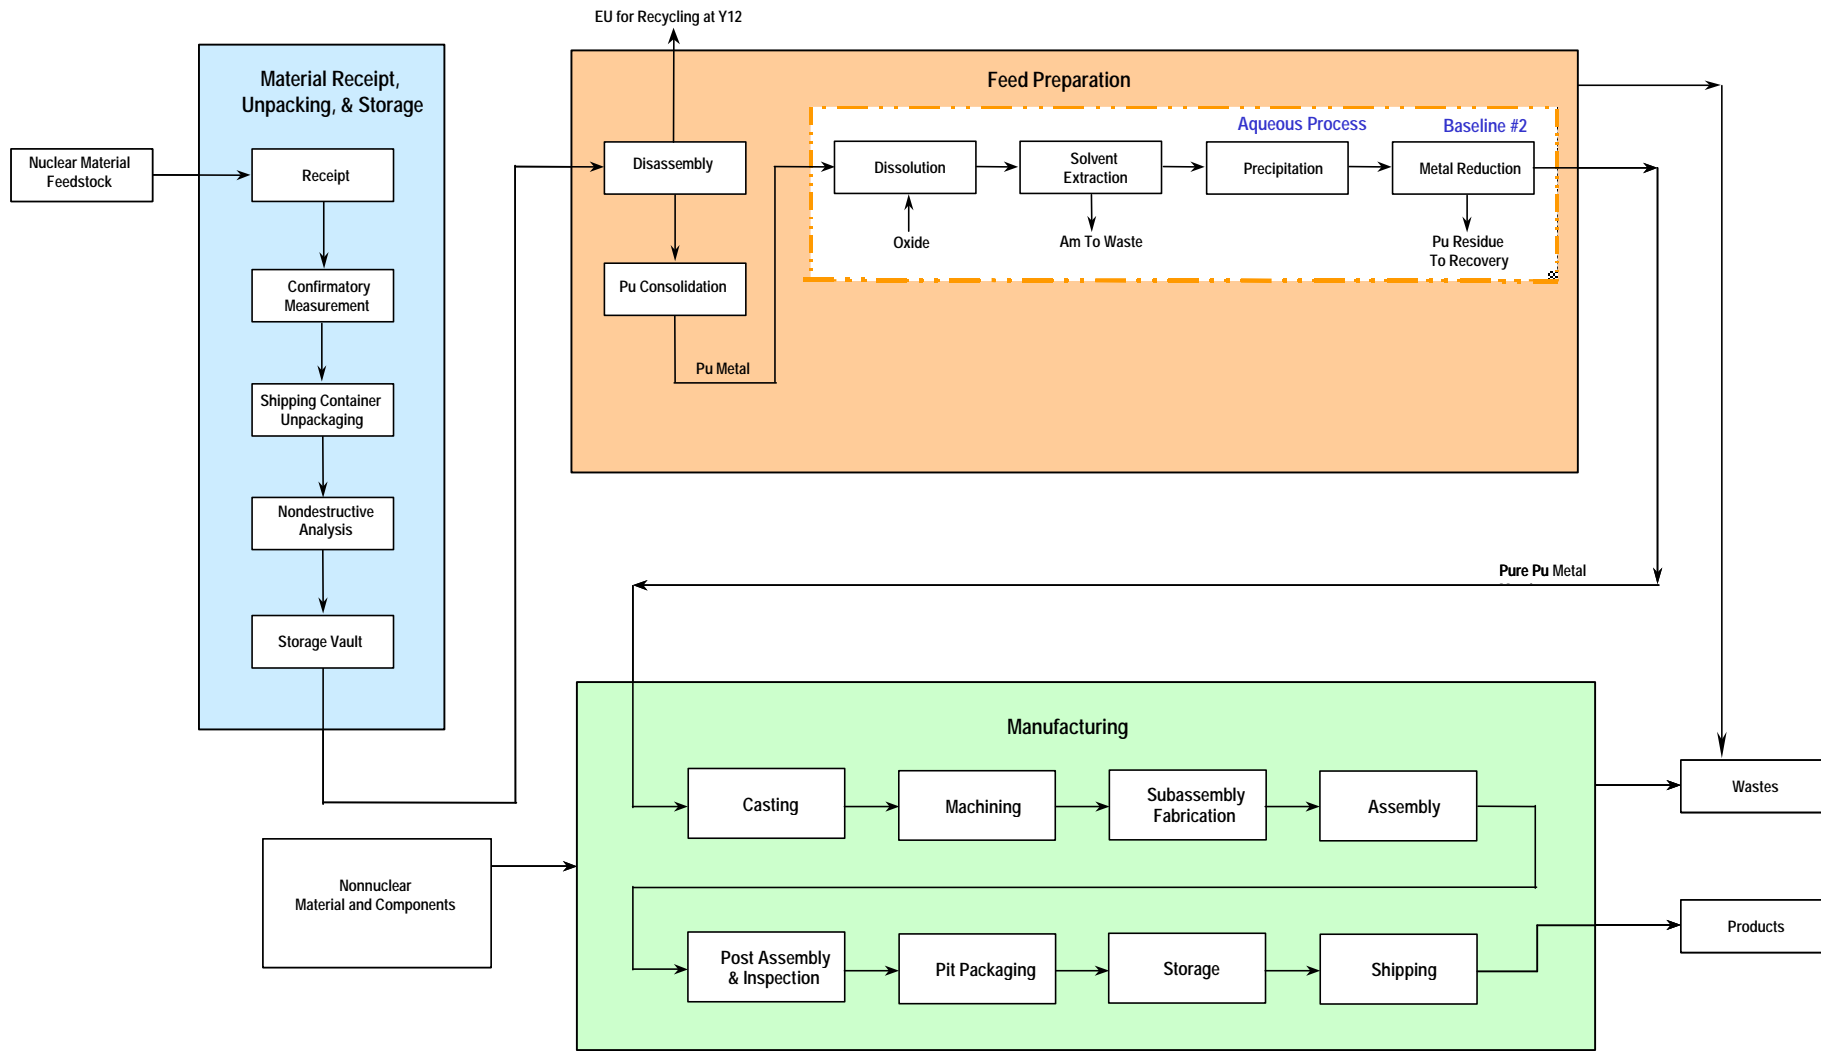 EU for Recycling at Y12
Material Receipt,
Unpacking, & Storage
Nuclear Material
Feedstock
Receipt
Confirmatory
Measurement
Shipping Container
Unpackaging
Nondestructive
Analysis
Storage Vault
Feed Preparation
Aqueous Process
Baseline #2
Disassembly
Pu Consolidation
Pu Metal
Dissolution
Oxide
Solvent
Extraction
Am To Waste
Precipitation
Metal Reduction
Pu Residue
To Recovery
Pure Pu Metal
Manufacturing
Casting
Machining
Subassembly
Fabrication
Assembly
Wastes
Nonnuclear
Material and Components
Post Assembly
& Inspection
Pit Packaging
Storage
Shipping
Products